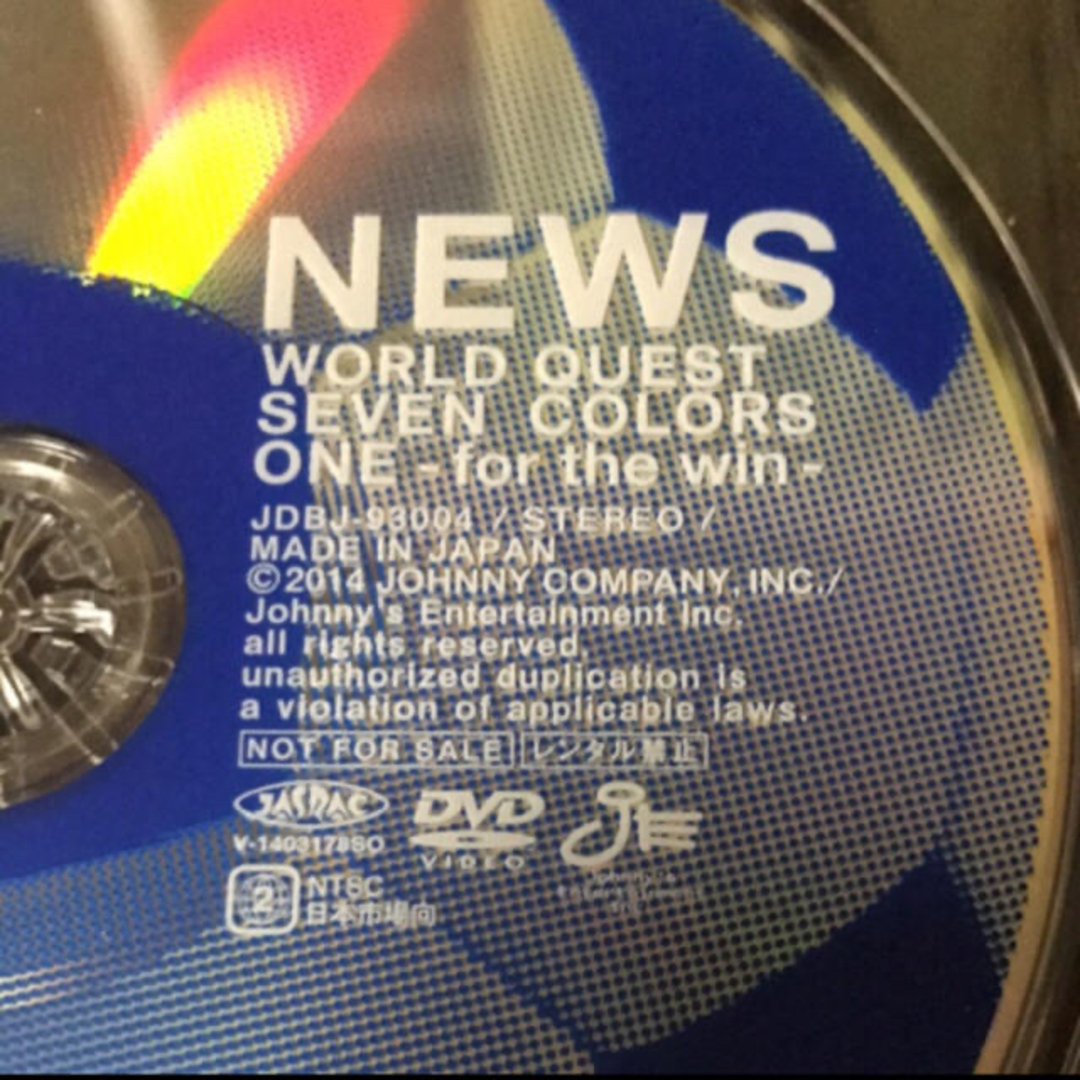 NEWS
WORLD QUEST
SEVEN COLORS
ONE - for the win -
JDBJ-93004 / STEREO /
MADE IN JAPAN
©2014 JOHNNY COMPANY, INC./
Johnny's Entertainment Inc.
all rights reserved.
unauthorized duplication is
a violation of applicable laws.
NOT FOR SALE レンタル禁止
JASRAC DVD VIDEO JE
V-1403178SO
2 NTSC
日本市場向